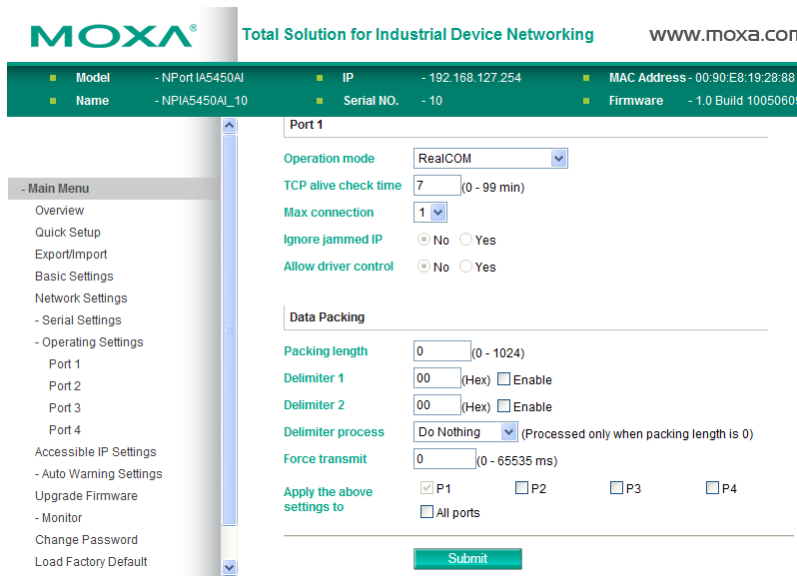 MOXA® Total Solution for Industrial Device Networking www.moxa.com
Model - NPort IA5450AI IP - 192.168.127.254 MAC Address - 00:90:E8:19:28:88
Name - NPIA5450AI_10 Serial NO. - 10 Firmware - 1.0 Build 10050609
- Main Menu
Overview
Quick Setup
Export/Import
Basic Settings
Network Settings
- Serial Settings
- Operating Settings
Port 1
Port 2
Port 3
Port 4
Accessible IP Settings
- Auto Warning Settings
Upgrade Firmware
- Monitor
Change Password
Load Factory Default
Port 1
Operation mode RealCOM
TCP alive check time 7 (0 - 99 min)
Max connection 1
Ignore jammed IP No Yes
Allow driver control No Yes
Data Packing
Packing length 0 (0 - 1024)
Delimiter 1 00 (Hex) Enable
Delimiter 2 00 (Hex) Enable
Delimiter process Do Nothing (Processed only when packing length is 0)
Force transmit 0 (0 - 65535 ms)
Apply the above settings to P1 P2 P3 P4
All ports
Submit